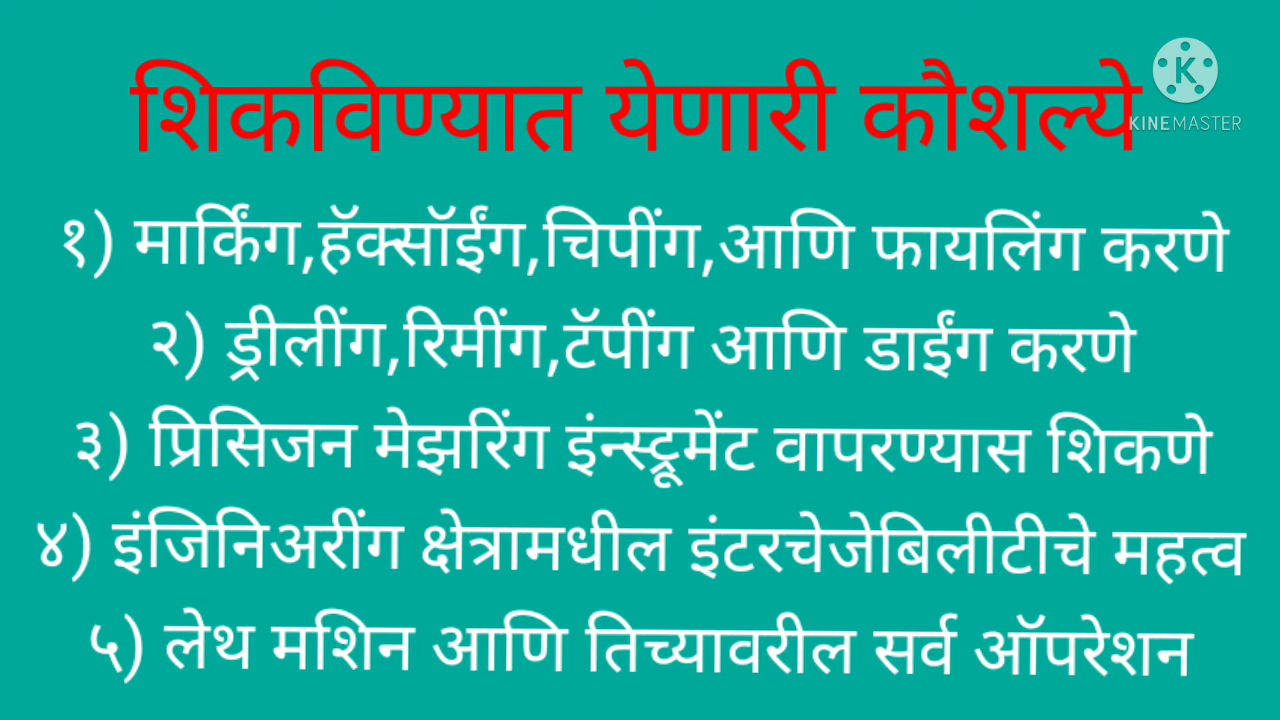 शिकविण्यात येणारी कौशल्ये
KINEMASTER
१) मार्किंग,हॅक्सॉईंग,चिपींग,आणि फायलिंग करणे
२) ड्रीलींग,रिमींग,टॅपींग आणि डाईंग करणे
३) प्रिसिजन मेझरिंग इंन्स्ट्रूमेंट वापरण्यास शिकणे
४) इंजिनिअरींग क्षेत्रामधील इंटरचेजेबिलीटीचे महत्व
५) लेथ मशिन आणि तिच्यावरील सर्व ऑपरेशन